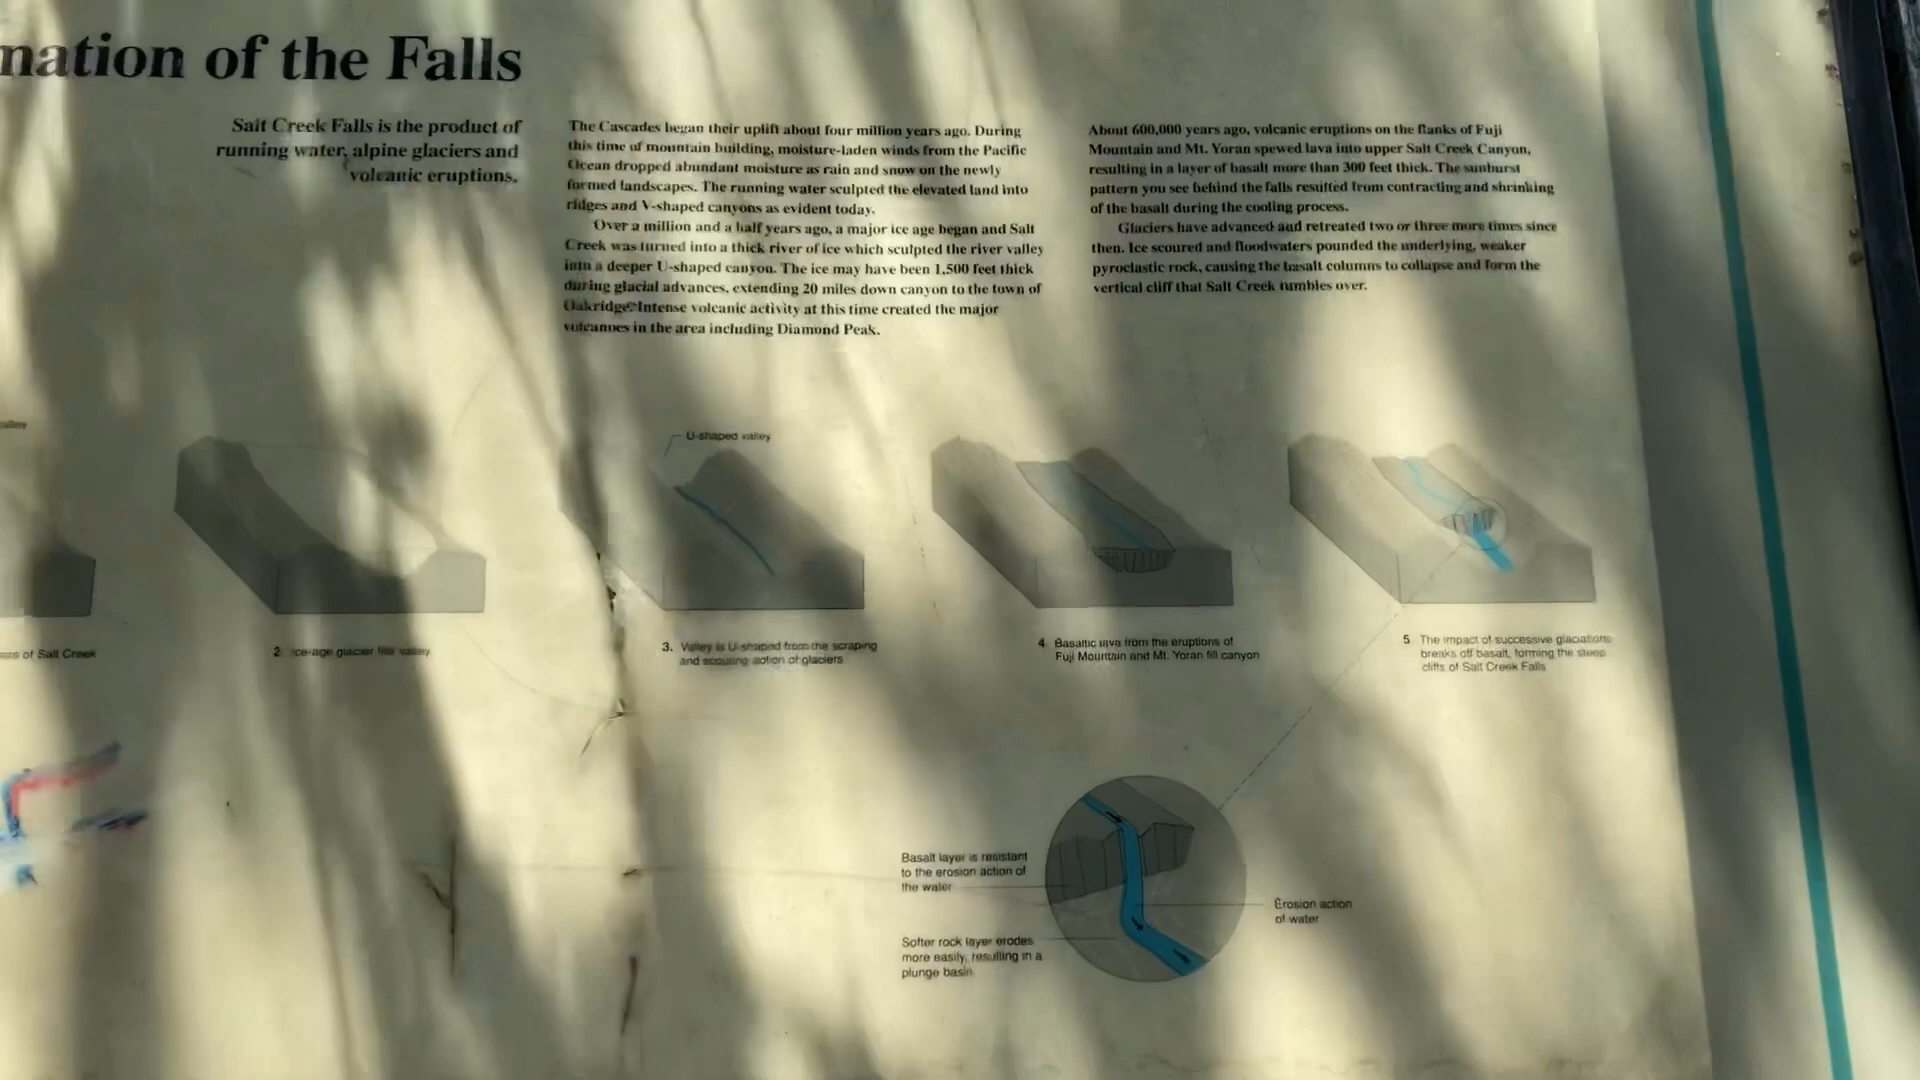 mation of the Falls
Salt Creek Falls is the product of
running water, alpine glaciers and
volcanic eruptions.
The Cascades began their uplift about four million years ago. During
this time of mountain building, moisture-laden winds from the Pacific
Ocean dropped abundant moisture as rain and snow on the newly
formed landscapes. The running water sculpted the elevated land into
ridges and V-shaped canyons as evident today.
Over a million and a half years ago, a major ice age began and Salt
Creek was turned into a thick river of ice which sculpted the river valley
into a deeper U-shaped canyon. The ice may have been 1,500 feet thick
during glacial advances, extending 20 miles down canyon to the town of
Oakridge. Intense volcanic activity at this time created the major
volcanoes in the area including Diamond Peak.
About 600,000 years ago, volcanic eruptions on the flanks of Fuji
Mountain and Mt. Yoran spewed lava into upper Salt Creek Canyon,
resulting in a layer of basalt more than 300 feet thick. The sunburst
pattern you see behind the falls resulted from contracting and shrinking
of the basalt during the cooling process.
Glaciers have advanced and retreated two or three more times since
then. Ice scoured and floodwaters pounded the underlying, weaker
pyroclastic rock, causing the basalt columns to collapse and form the
vertical cliff that Salt Creek tumbles over.
valley
U-shaped valley
of Salt Creek
2 Ice-age glacier fills valley
3. Valley is U-shaped from the scraping
and scouring action of glaciers
4 Basaltic lava from the eruptions of
Fuji Mountain and Mt. Yoran fill canyon
5 The impact of successive glaciations
breaks off basalt, forming the steep
cliffs of Salt Creek Falls
Basalt layer is resistant
to the erosion action of
the water
Erosion action
of water
Softer rock layer erodes
more easily, resulting in a
plunge basin